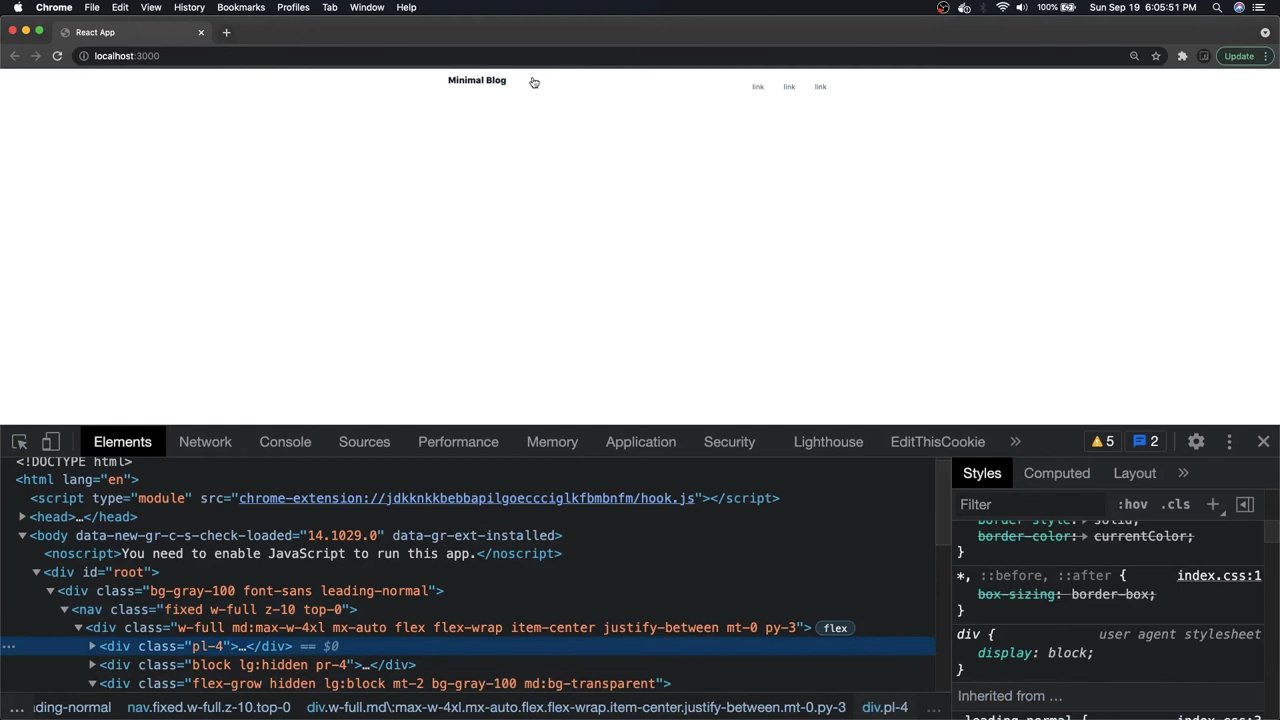 Chrome File Edit View History Bookmarks Profiles Tab Window Help 100% Sun Sep 19 6:05:51 PM
React App
localhost:3000 Update
Minimal Blog
link link link
Elements Network Console Sources Performance Memory Application Security Lighthouse EditThisCookie » 5 2
<!DOCTYPE html>
<html lang="en">
<script type="module" src="chrome-extension://jdkknkkbebbapilgoeccciglkfbmbnfm/hook.js"></script>
<head>…</head>
<body data-new-gr-c-s-check-loaded="14.1029.0" data-gr-ext-installed>
<noscript>You need to enable JavaScript to run this app.</noscript>
<div id="root">
<div class="bg-gray-100 font-sans leading-normal">
<nav class="fixed w-full z-10 top-0">
<div class="w-full md:max-w-4xl mx-auto flex flex-wrap item-center justify-between mt-0 py-3"> flex
… <div class="pl-4">…</div> == $0
<div class="block lg:hidden pr-4">…</div>
<div class="flex-grow hidden lg:block mt-2 bg-gray-100 md:bg-transparent">
… ding-normal nav.fixed.w-full.z-10.top-0 div.w-full.md\:max-w-4xl.mx-auto.flex.flex-wrap.item-center.justify-between.mt-0.py-3 div.pl-4 …
Styles Computed Layout »
Filter :hov .cls +
border-style: solid;
border-color: currentColor;
}
*, ::before, ::after { index.css:1
box-sizing: border-box;
}
div { user agent stylesheet
display: block;
}
Inherited from …